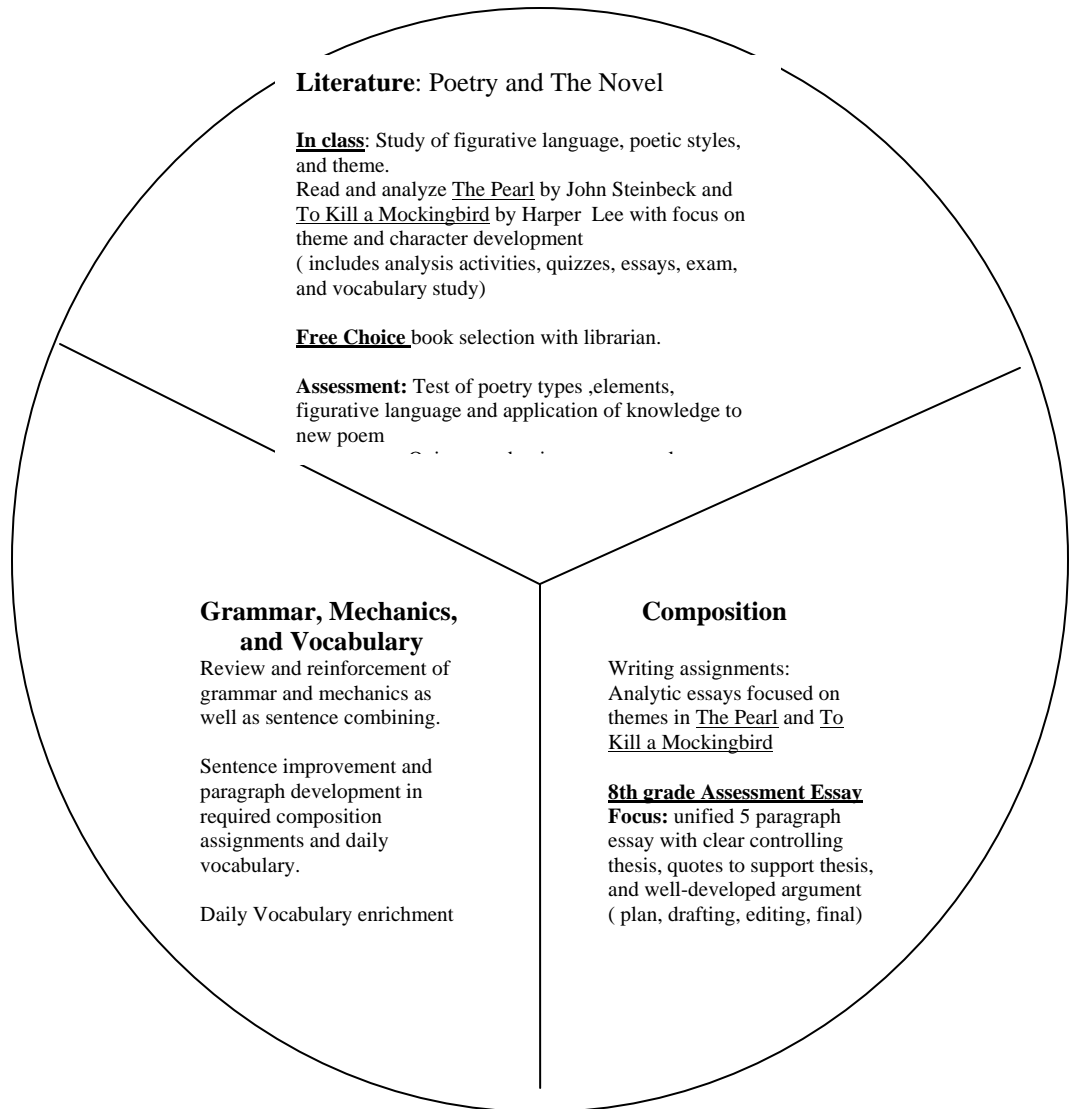 Literature: Poetry and The Novel
In class: Study of figurative language, poetic styles,
and theme.
Read and analyze The Pearl by John Steinbeck and
To Kill a Mockingbird by Harper Lee with focus on
theme and character development
( includes analysis activities, quizzes, essays, exam,
and vocabulary study)
Free Choice book selection with librarian.
Assessment: Test of poetry types ,elements,
figurative language and application of knowledge to
new poem
Grammar, Mechanics,
and Vocabulary
Review and reinforcement of
grammar and mechanics as
well as sentence combining.
Sentence improvement and
paragraph development in
required composition
assignments and daily
vocabulary.
Daily Vocabulary enrichment
Composition
Writing assignments:
Analytic essays focused on
themes in The Pearl and To
Kill a Mockingbird
8th grade Assessment Essay
Focus: unified 5 paragraph
essay with clear controlling
thesis, quotes to support thesis,
and well-developed argument
( plan, drafting, editing, final)